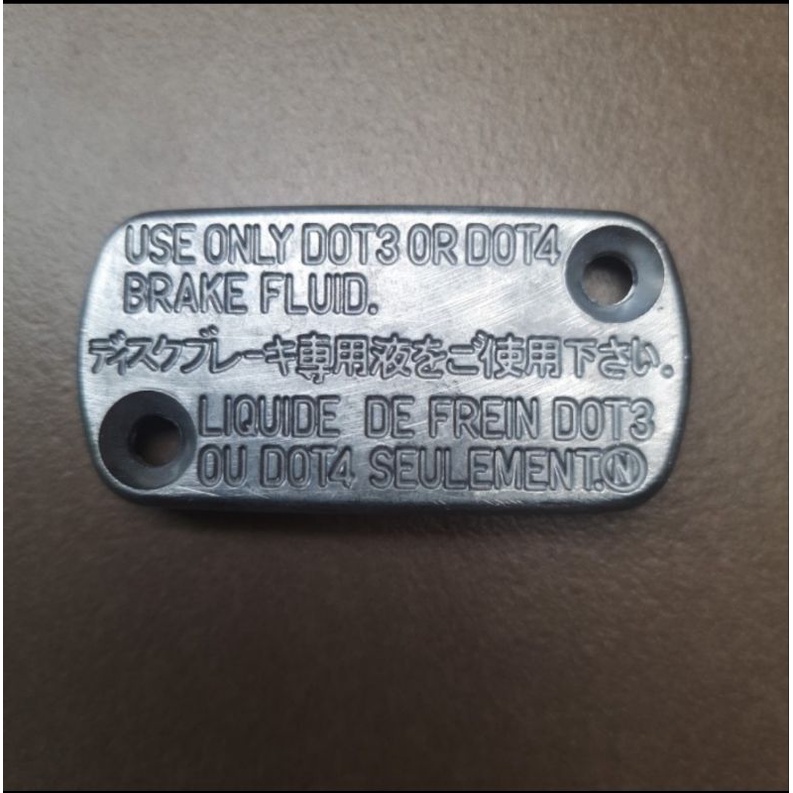 USE ONLY DOT3 OR DOT4
BRAKE FLUID.
ディスクブレーキ専用液をご使用下さい。
LIQUIDE DE FREIN DOT3
OU DOT4 SEULEMENT.Ⓝ